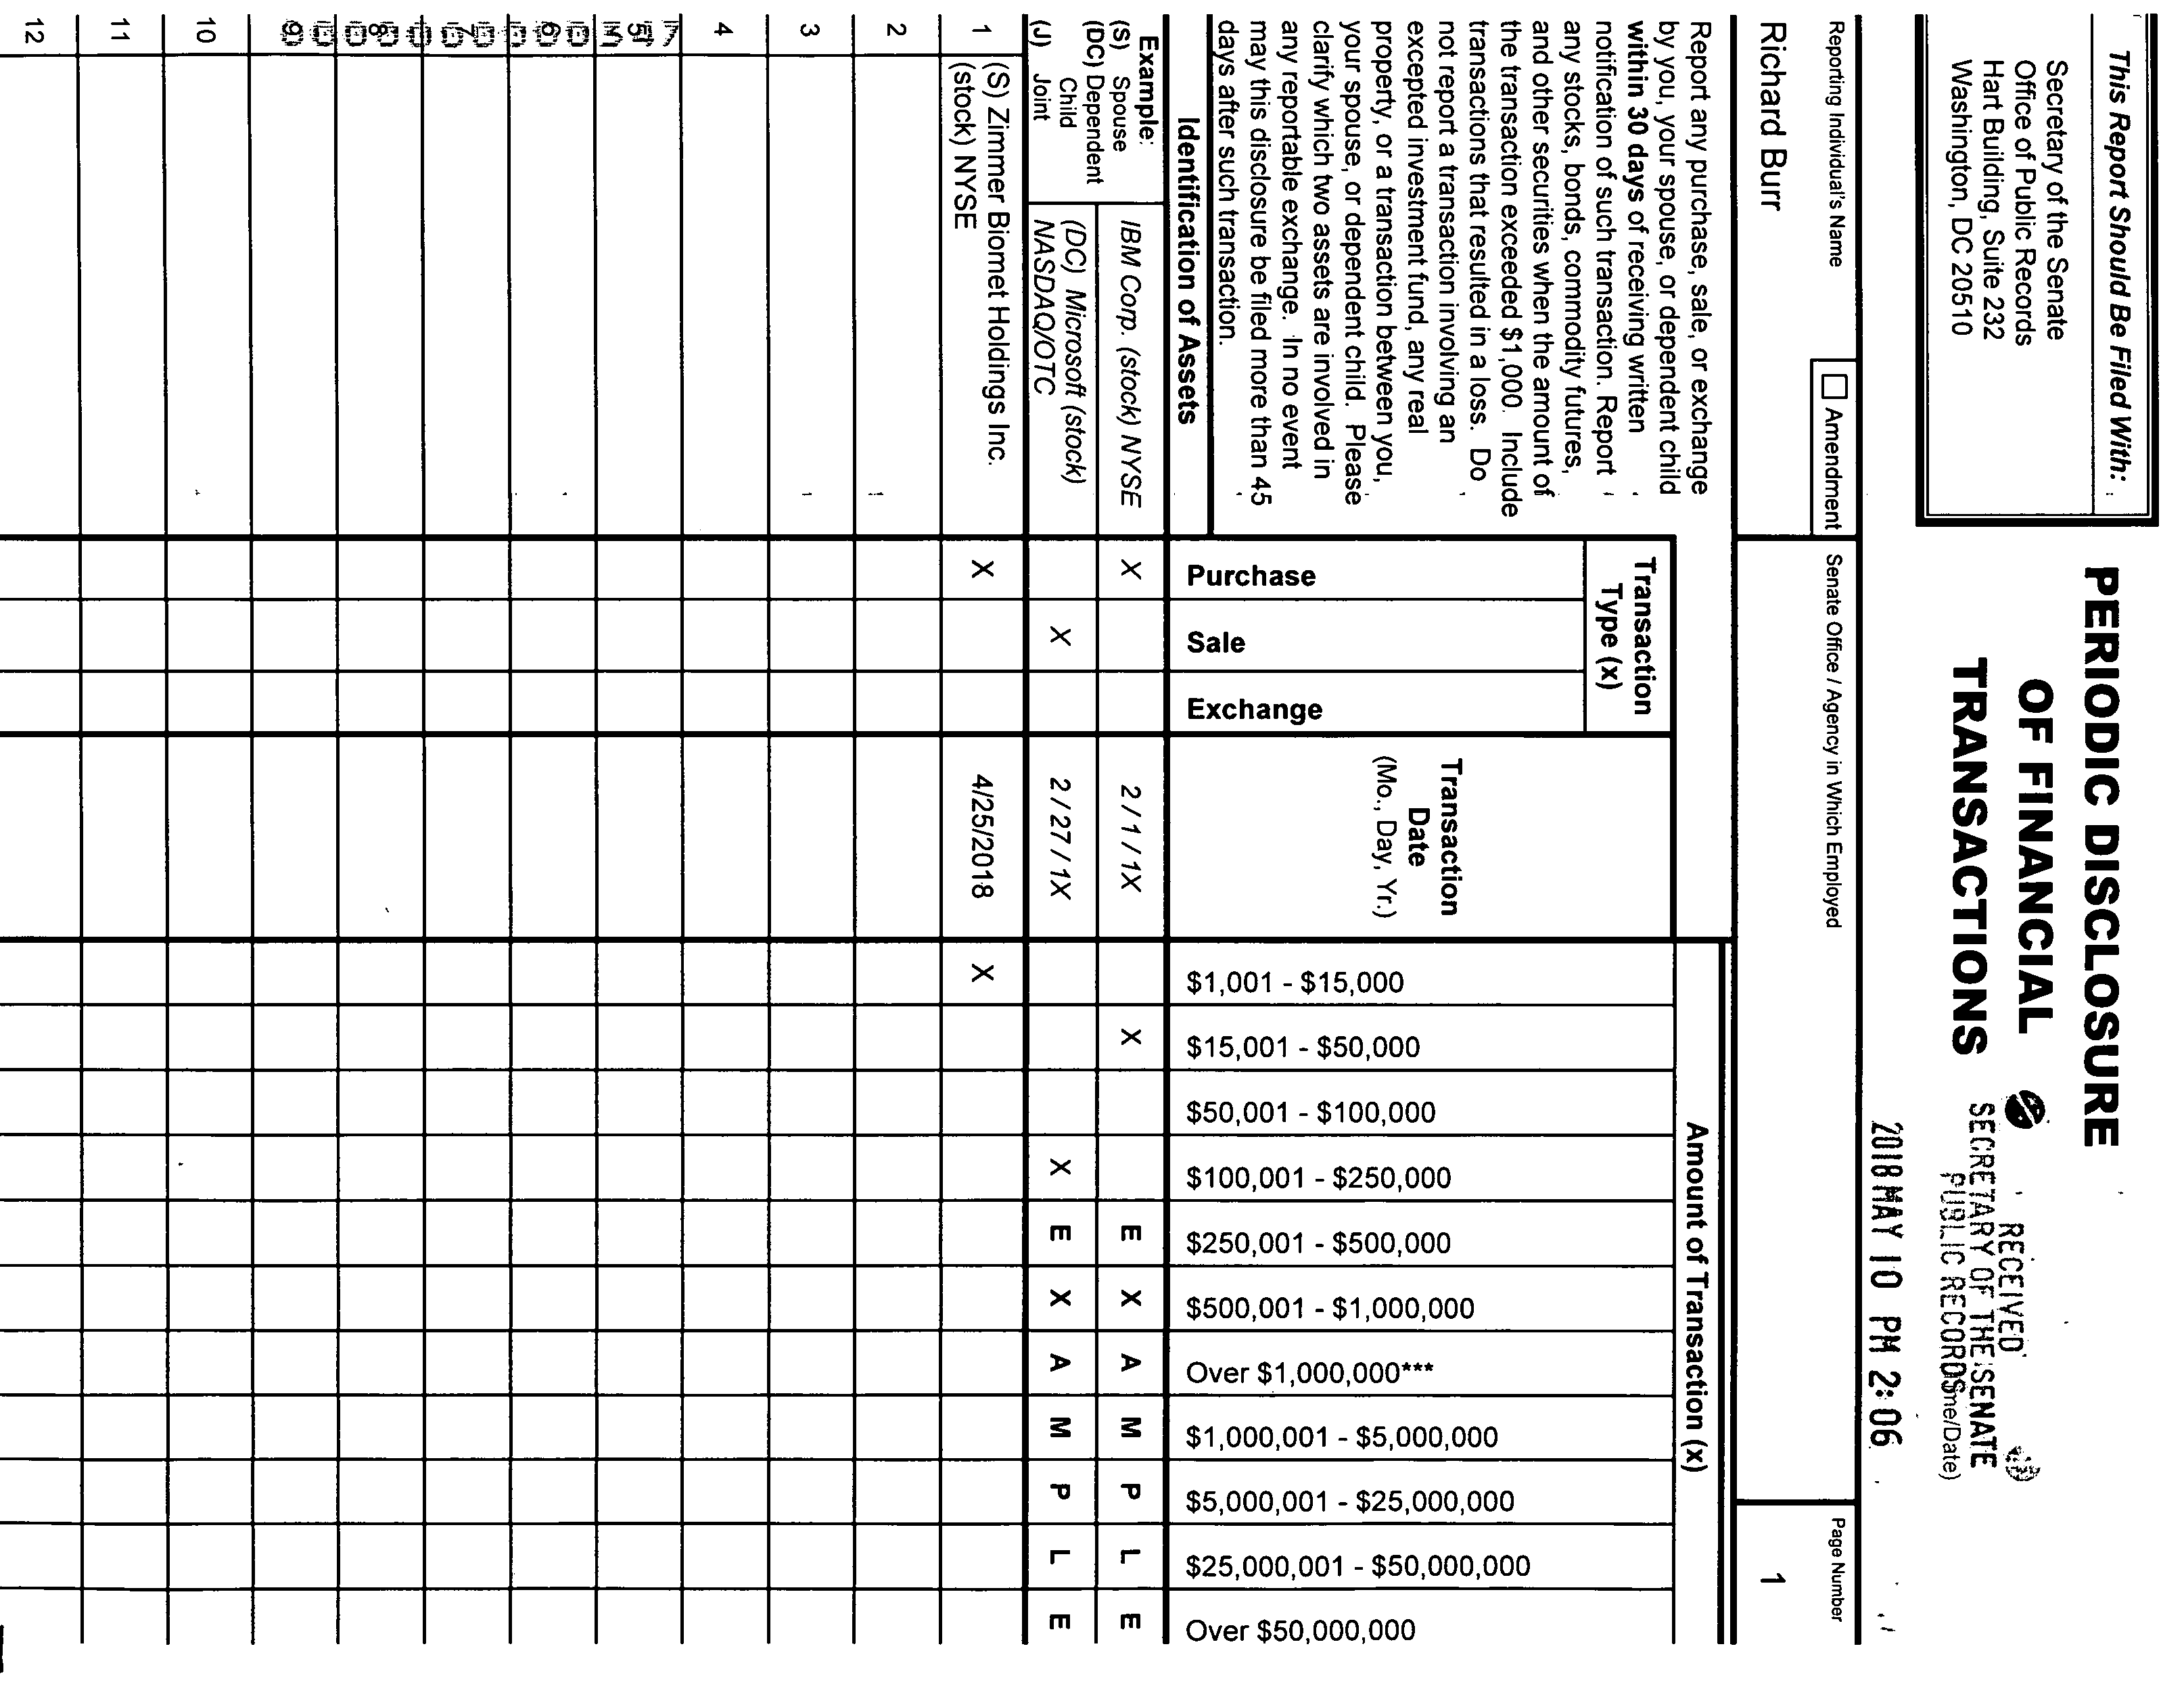 This Report Should Be Filed With:
Secretary of the Senate
Office of Public Records
Hart Building, Suite 232
Washington, DC 20510
PERIODIC DISCLOSURE
OF FINANCIAL
TRANSACTIONS
RECEIVED
SECRETARY OF THE SENATE
PUBLIC RECORDS
me/Date)
2018 MAY 10 PM 2:06
Reporting Individual's Name
Amendment
Senate Office / Agency in Which Employed
Page Number
Richard Burr
1
Report any purchase, sale, or exchange
by you, your spouse, or dependent child
within 30 days of receiving written
notification of such transaction. Report
any stocks, bonds, commodity futures,
and other securities when the amount of
the transaction exceeded $1,000. Include
transactions that resulted in a loss. Do
not report a transaction involving an
excepted investment fund, any real
property, or a transaction between you,
your spouse, or dependent child. Please
clarify which two assets are involved in
any reportable exchange. In no event
may this disclosure be filed more than 45
days after such transaction.
Identification of Assets
Transaction
Type (x)
Purchase
Sale
Exchange
Transaction
Date
(Mo., Day, Yr.)
Amount of Transaction (x)
$1,001 - $15,000
$15,001 - $50,000
$50,001 - $100,000
$100,001 - $250,000
$250,001 - $500,000
$500,001 - $1,000,000
Over $1,000,000***
$1,000,001 - $5,000,000
$5,000,001 - $25,000,000
$25,000,001 - $50,000,000
Over $50,000,000
Example:
(S) Spouse
(DC) Dependent
Child
(J) Joint
IBM Corp. (stock) NYSE X 2 / 1 / 1X X E X A M P L E
(DC) Microsoft (stock)
NASDAQ/OTC X 2 / 27 / 1X X E X A M P L E
1 (S) Zimmer Biomet Holdings Inc.
(stock) NYSE X 4/25/2018 X
2
3
4
10
11
12